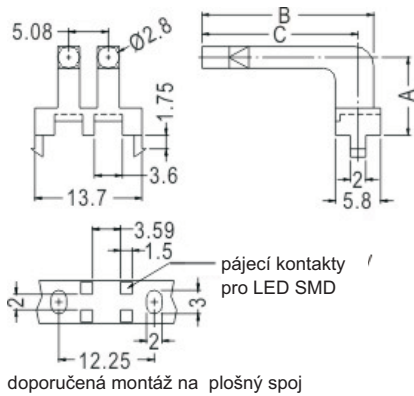 5.08
Ø2.8
1.75
3.6
13.7
B
C
A
2
5.8
3.59
1.5
pájecí kontakty /
pro LED SMD
2
3
2
12.25
doporučená montáž na plošný spoj